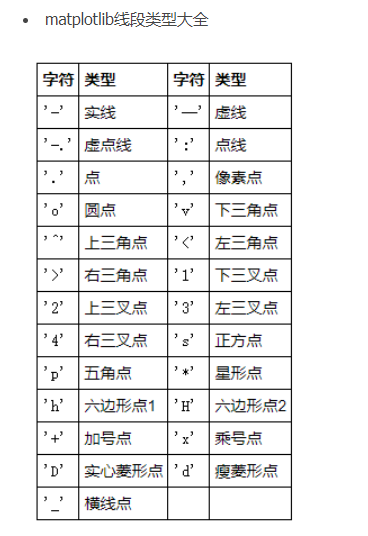 matplotlib线段类型大全
字符 类型 字符 类型
'-' 实线 '--' 虚线
'-.' 虚点线 ':' 点线
'.' 点 ',' 像素点
'o' 圆点 'v' 下三角点
'^' 上三角点 '<' 左三角点
'>' 右三角点 '1' 下三叉点
'2' 上三叉点 '3' 左三叉点
'4' 右三叉点 's' 正方点
'p' 五角点 '*' 星形点
'h' 六边形点1 'H' 六边形点2
'+' 加号点 'x' 乘号点
'D' 实心菱形点 'd' 瘦菱形点
'_' 横线点